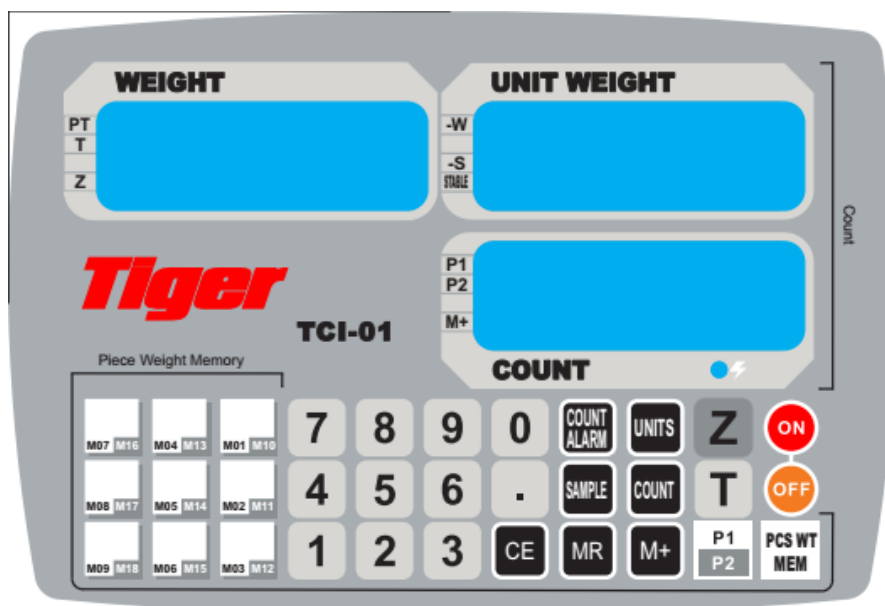 WEIGHT
UNIT WEIGHT
PT
T
Z
-W
-S
STABLE
Count
Tiger
TCI-01
P1
P2
M+
COUNT
Piece Weight Memory
M07 M16 M04 M13 M01 M10
7 8 9 0 COUNT ALARM UNITS Z ON
M08 M17 M05 M14 M02 M11
4 5 6 . SAMPLE COUNT T OFF
M09 M18 M06 M15 M03 M12
1 2 3 CE MR M+ P1 P2 PCS WT MEM